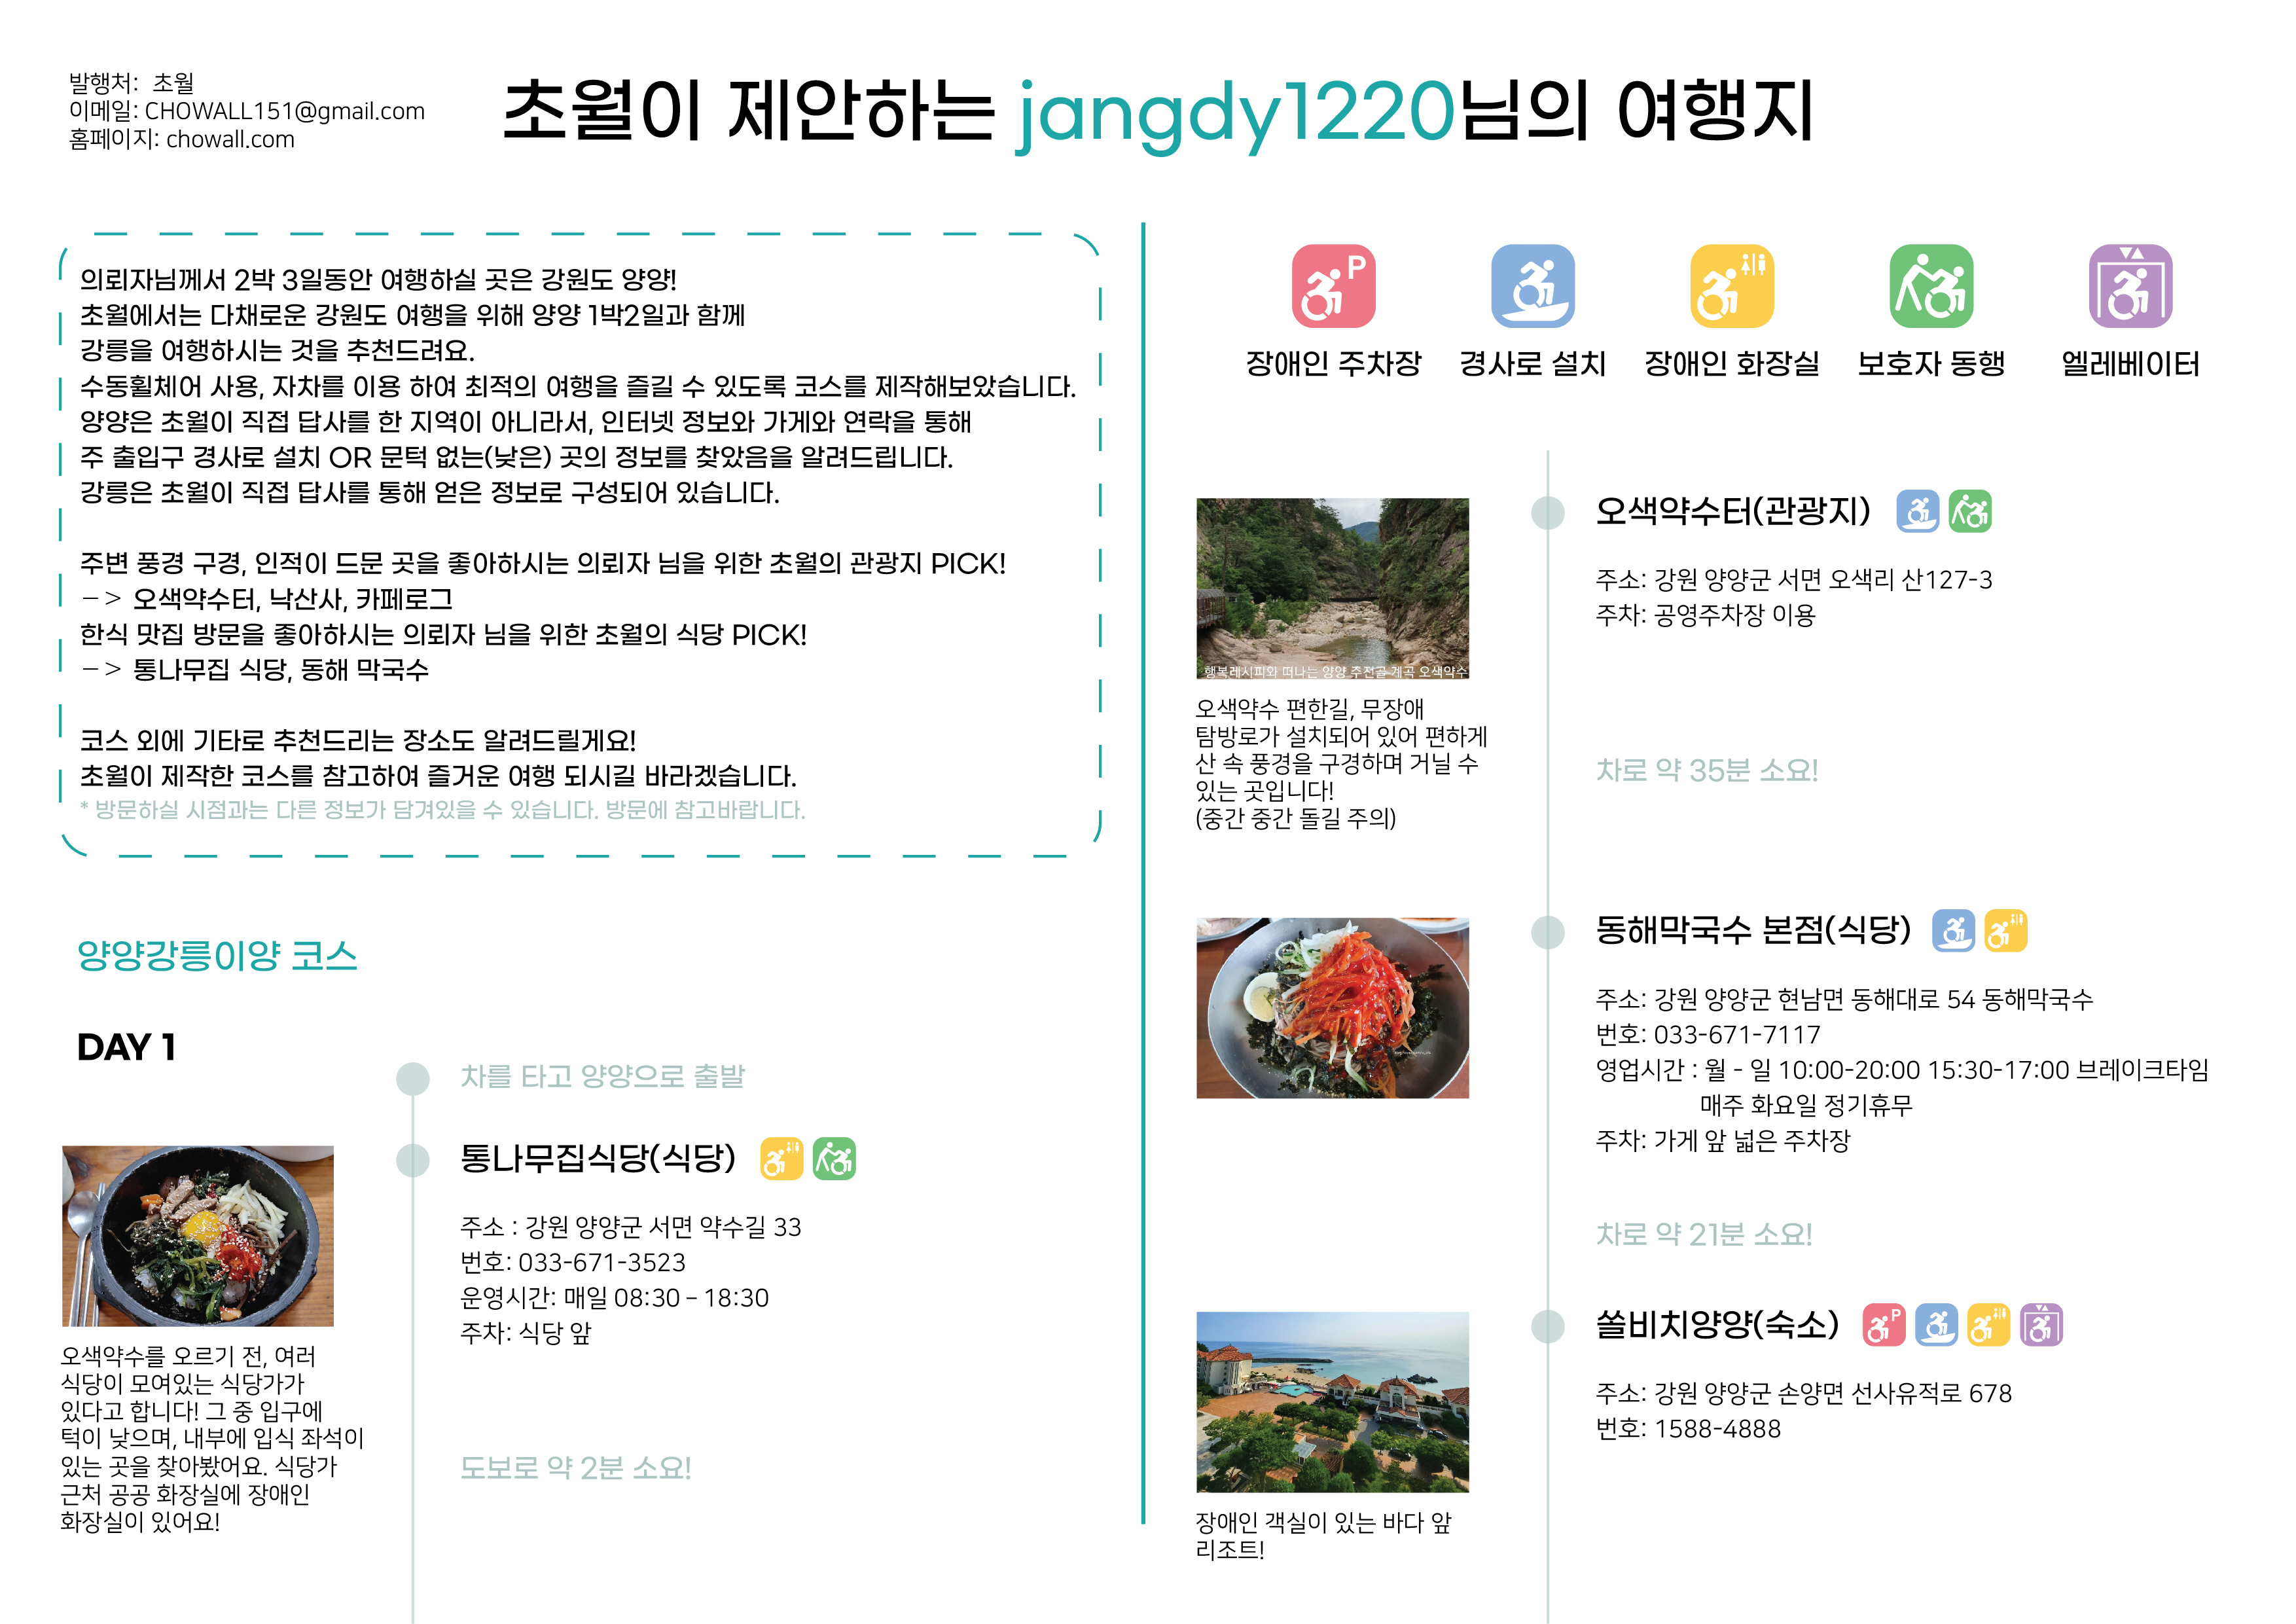 발행처: 초월
이메일: CHOWALL151@gmail.com
홈페이지: chowall.com
초월이 제안하는 jangdy1220님의 여행지
의뢰자님께서 2박 3일동안 여행하실 곳은 강원도 양양!
초월에서는 다채로운 강원도 여행을 위해 양양 1박2일과 함께
강릉을 여행하시는 것을 추천드려요.
수동휠체어 사용, 자차를 이용 하여 최적의 여행을 즐길 수 있도록 코스를 제작해보았습니다.
양양은 초월이 직접 답사를 한 지역이 아니라서, 인터넷 정보와 가게와 연락을 통해
주 출입구 경사로 설치 OR 문턱 없는(낮은) 곳의 정보를 찾았음을 알려드립니다.
강릉은 초월이 직접 답사를 통해 얻은 정보로 구성되어 있습니다.
주변 풍경 구경, 인적이 드문 곳을 좋아하시는 의뢰자 님을 위한 초월의 관광지 PICK!
-> 오색약수터, 낙산사, 카페로그
한식 맛집 방문을 좋아하시는 의뢰자 님을 위한 초월의 식당 PICK!
-> 통나무집 식당, 동해 막국수
코스 외에 기타로 추천드리는 장소도 알려드릴게요!
초월이 제작한 코스를 참고하여 즐거운 여행 되시길 바라겠습니다.
* 방문하실 시점과는 다른 정보가 담겨있을 수 있습니다. 방문에 참고바랍니다.
양양강릉이양 코스
DAY 1
차를 타고 양양으로 출발
통나무집식당(식당)
주소 : 강원 양양군 서면 약수길 33
번호: 033-671-3523
운영시간: 매일 08:30 – 18:30
주차: 식당 앞
오색약수를 오르기 전, 여러
식당이 모여있는 식당가가
있다고 합니다! 그 중 입구에
턱이 낮으며, 내부에 입식 좌석이
있는 곳을 찾아봤어요. 식당가
근처 공공 화장실에 장애인
화장실이 있어요!
도보로 약 2분 소요!
P
장애인 주차장
경사로 설치
장애인 화장실
보호자 동행
엘레베이터
오색약수터(관광지)
주소: 강원 양양군 서면 오색리 산127-3
주차: 공영주차장 이용
행복레시피와 떠나는 양양 주전골 계곡 오색약수
오색약수 편한길, 무장애
탐방로가 설치되어 있어 편하게
산 속 풍경을 구경하며 거닐 수
있는 곳입니다!
(중간 중간 돌길 주의)
차로 약 35분 소요!
동해막국수 본점(식당)
주소: 강원 양양군 현남면 동해대로 54 동해막국수
번호: 033-671-7117
영업시간 : 월 - 일 10:00-20:00 15:30-17:00 브레이크타임
매주 화요일 정기휴무
주차: 가게 앞 넓은 주차장
차로 약 21분 소요!
쏠비치양양(숙소)
P
주소: 강원 양양군 손양면 선사유적로 678
번호: 1588-4888
장애인 객실이 있는 바다 앞
리조트!